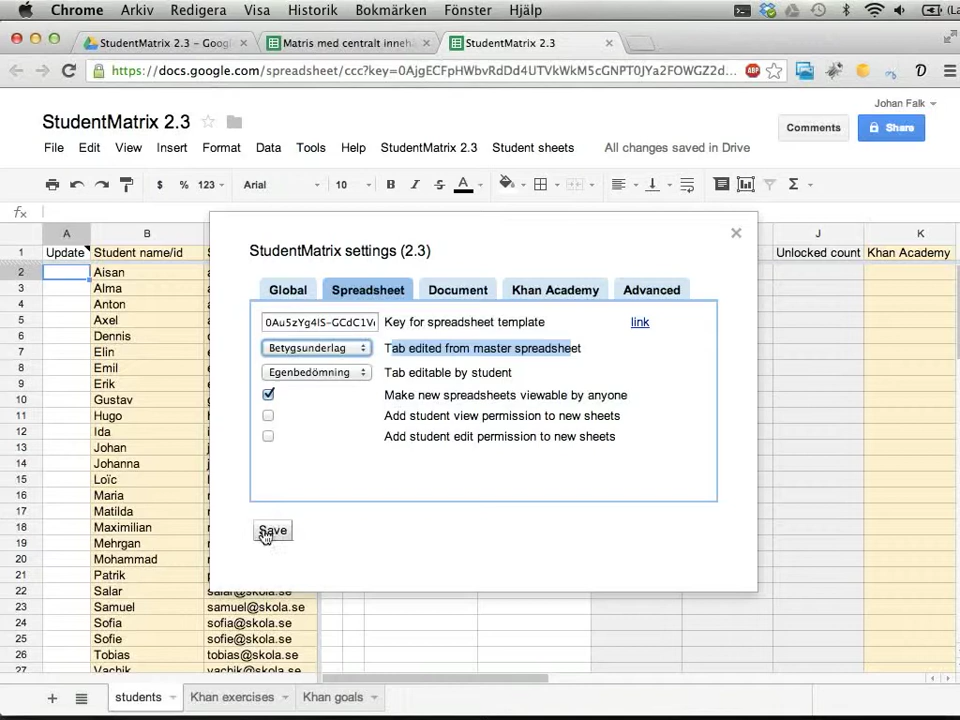 Chrome Arkiv Redigera Visa Historik Bokmärken Fönster Hjälp
StudentMatrix 2.3 – Googl
Matris med centralt inneh
StudentMatrix 2.3
https://docs.google.com/spreadsheet/ccc?key=0AjgECFpHWbvRdDd4UTVkWkM5cGNPT0JYa2FOWGZ2d...
ABP
Johan Falk
StudentMatrix 2.3
Comments
Share
File Edit View Insert Format Data Tools Help StudentMatrix 2.3 Student sheets All changes saved in Drive
$ % 123 Arial 10 B I S A Σ
fx
A B J K
1 Update Student name/id Unlocked count Khan Academy
2 Aisan
3 Alma
4 Anton
5 Axel
6 Dennis
7 Elin
8 Emil
9 Erik
10 Gustav
11 Hugo
12 Ida
13 Johan
14 Johanna
15 Loïc
16 Maria
17 Matilda
18 Maximilian
19 Mehrgan
20 Mohammad
21 Patrik
22 Salar salar@skola.se
23 Samuel samuel@skola.se
24 Sofia sofia@skola.se
25 Sofie sofie@skola.se
26 Tobias tobias@skola.se
27 Vachik vachik@skola.se
StudentMatrix settings (2.3)
Global Spreadsheet Document Khan Academy Advanced
Key for spreadsheet template link
Betygsunderlag Tab edited from master spreadsheet
Egenbedömning Tab editable by student
Make new spreadsheets viewable by anyone
Add student view permission to new sheets
Add student edit permission to new sheets
Save
students Khan exercises Khan goals